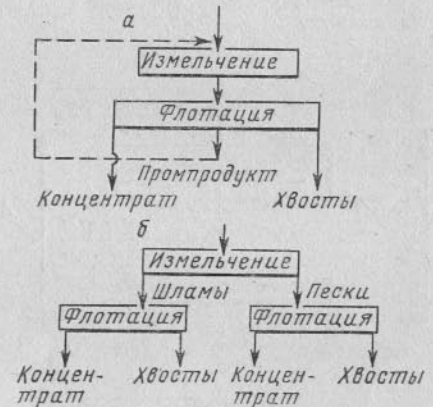 а
Измельчение
Флотация
Промпродукт
Концентрат Хвосты
б
Измельчение
Шламы Пески
Флотация Флотация
Концен- Хвосты Концен- Хвосты
трат трат